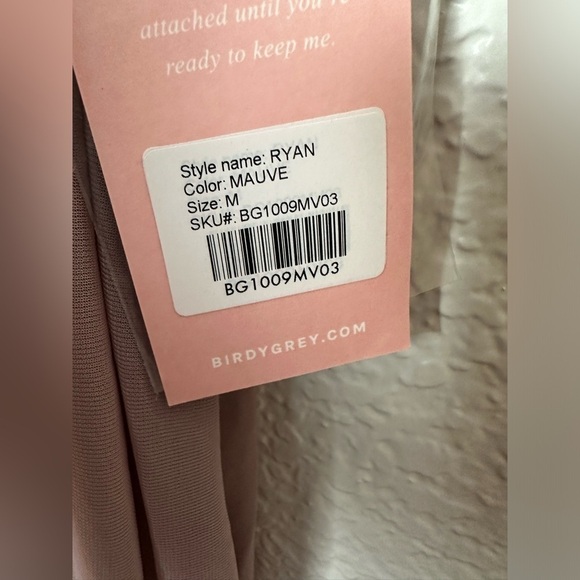 attached until you're
ready to keep me.
Style name: RYAN
Color: MAUVE
Size: M
SKU#: BG1009MV03
BG1009MV03
BIRDYGREY.COM